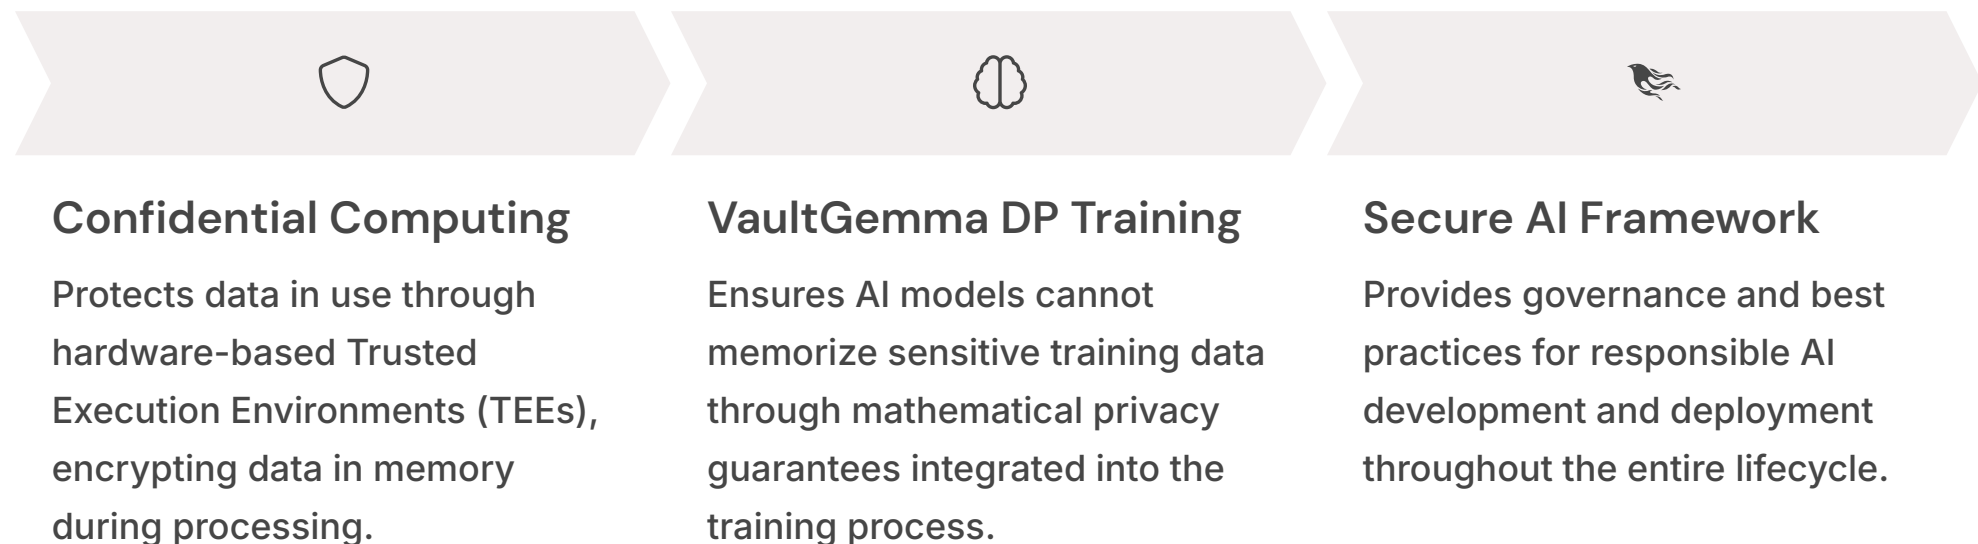 Confidential Computing
Protects data in use through
hardware-based Trusted
Execution Environments (TEEs),
encrypting data in memory
during processing.
VaultGemma DP Training
Ensures AI models cannot
memorize sensitive training data
through mathematical privacy
guarantees integrated into the
training process.
Secure AI Framework
Provides governance and best
practices for responsible AI
development and deployment
throughout the entire lifecycle.